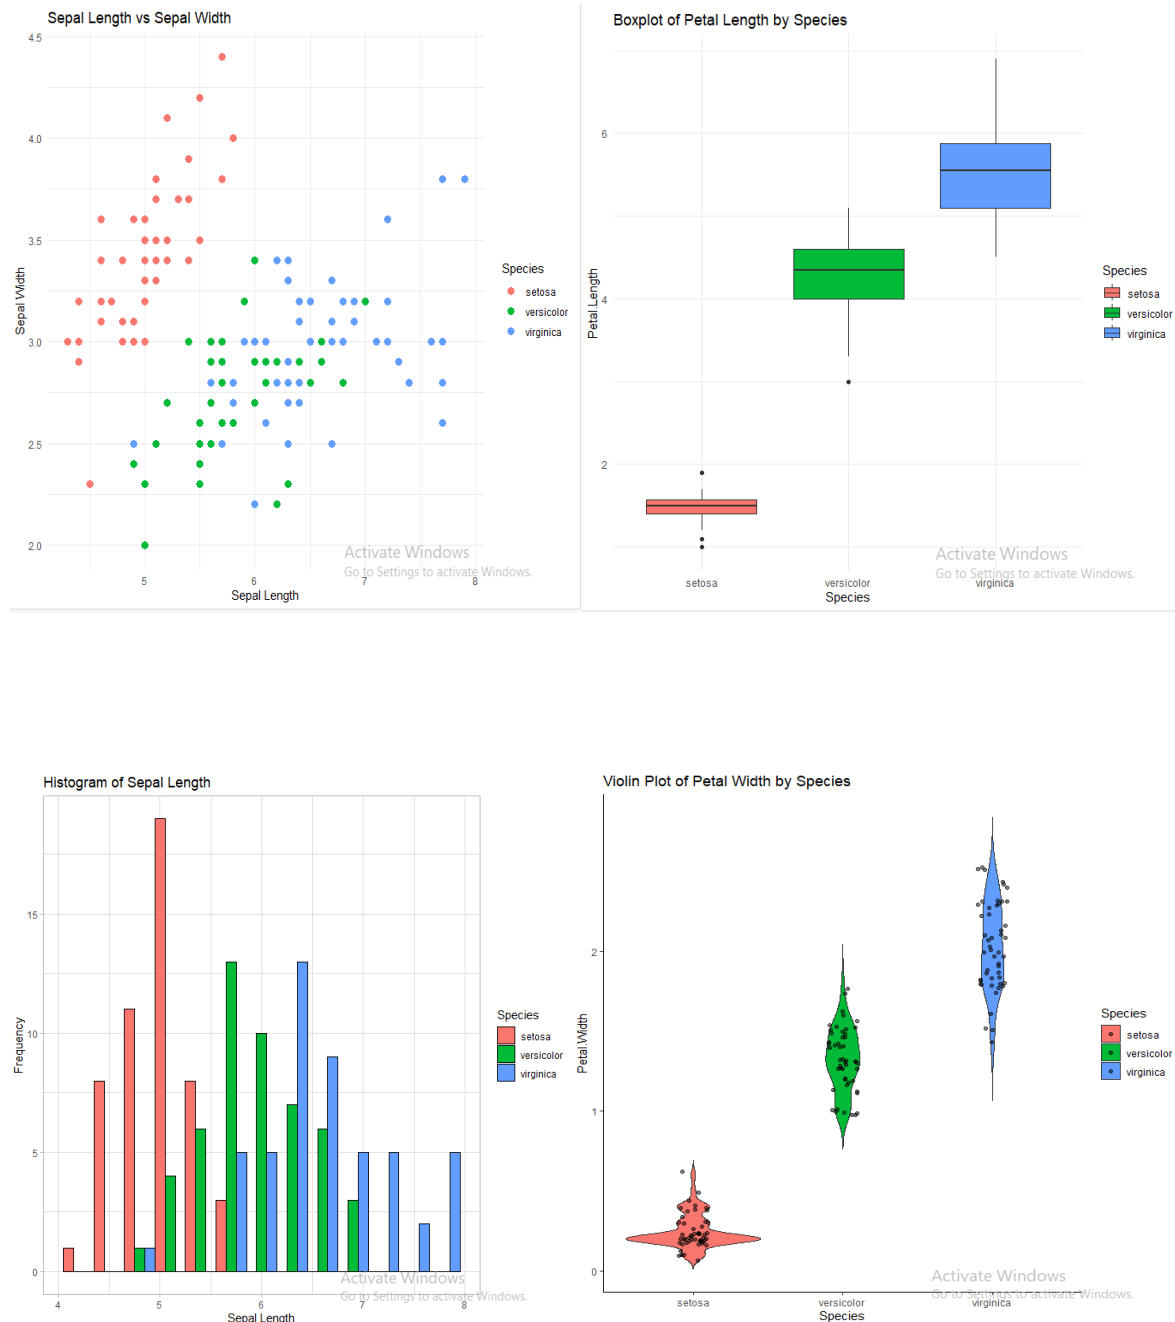 Sepal Length vs Sepal Width
4.5
4.0
3.5
3.0
2.5
2.0
Sepal Width
5
6
7
8
Sepal Length
Species
setosa
versicolor
virginica
Activate Windows
Go to Settings to activate Windows.
Boxplot of Petal Length by Species
6
4
2
Petal.Length
setosa
versicolor
virginica
Species
Species
setosa
versicolor
virginica
Activate Windows
Go to Settings to activate Windows.
Histogram of Sepal Length
15
10
5
0
Frequency
4
5
6
7
8
Sepal Length
Species
setosa
versicolor
virginica
Activate Windows
Go to Settings to activate Windows.
Violin Plot of Petal Width by Species
2
1
0
Petal.Width
setosa
versicolor
virginica
Species
Species
setosa
versicolor
virginica
Activate Windows
Go to Settings to activate Windows.